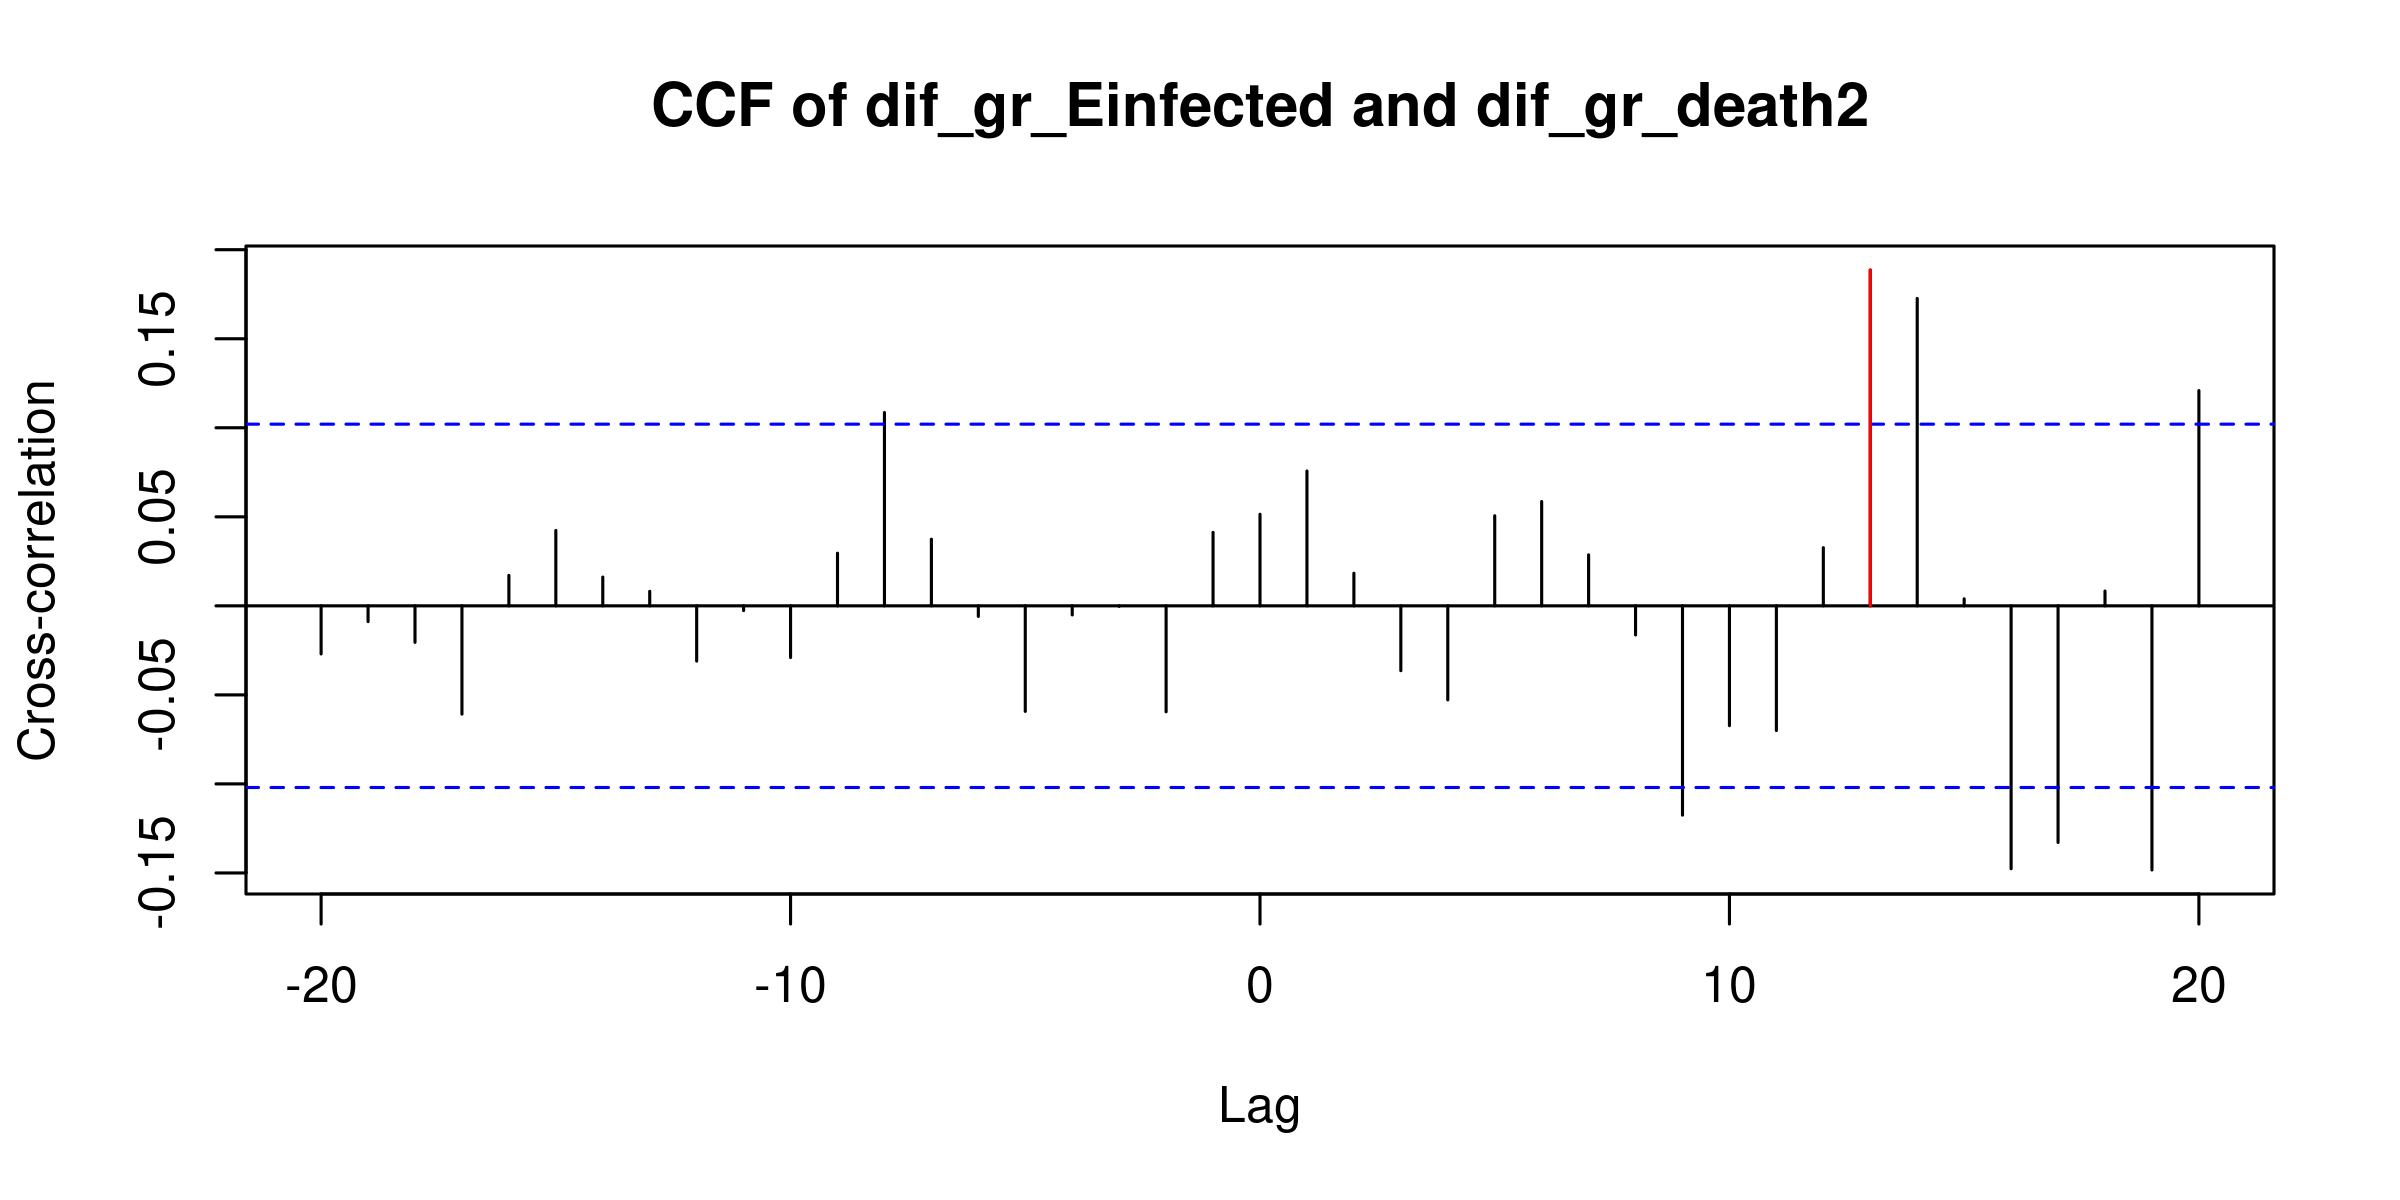 CCF of dif_gr_Einfected and dif_gr_death2
Cross-correlation
0.15
0.05
-0.05
-0.15
-20 -10 0 10 20
Lag